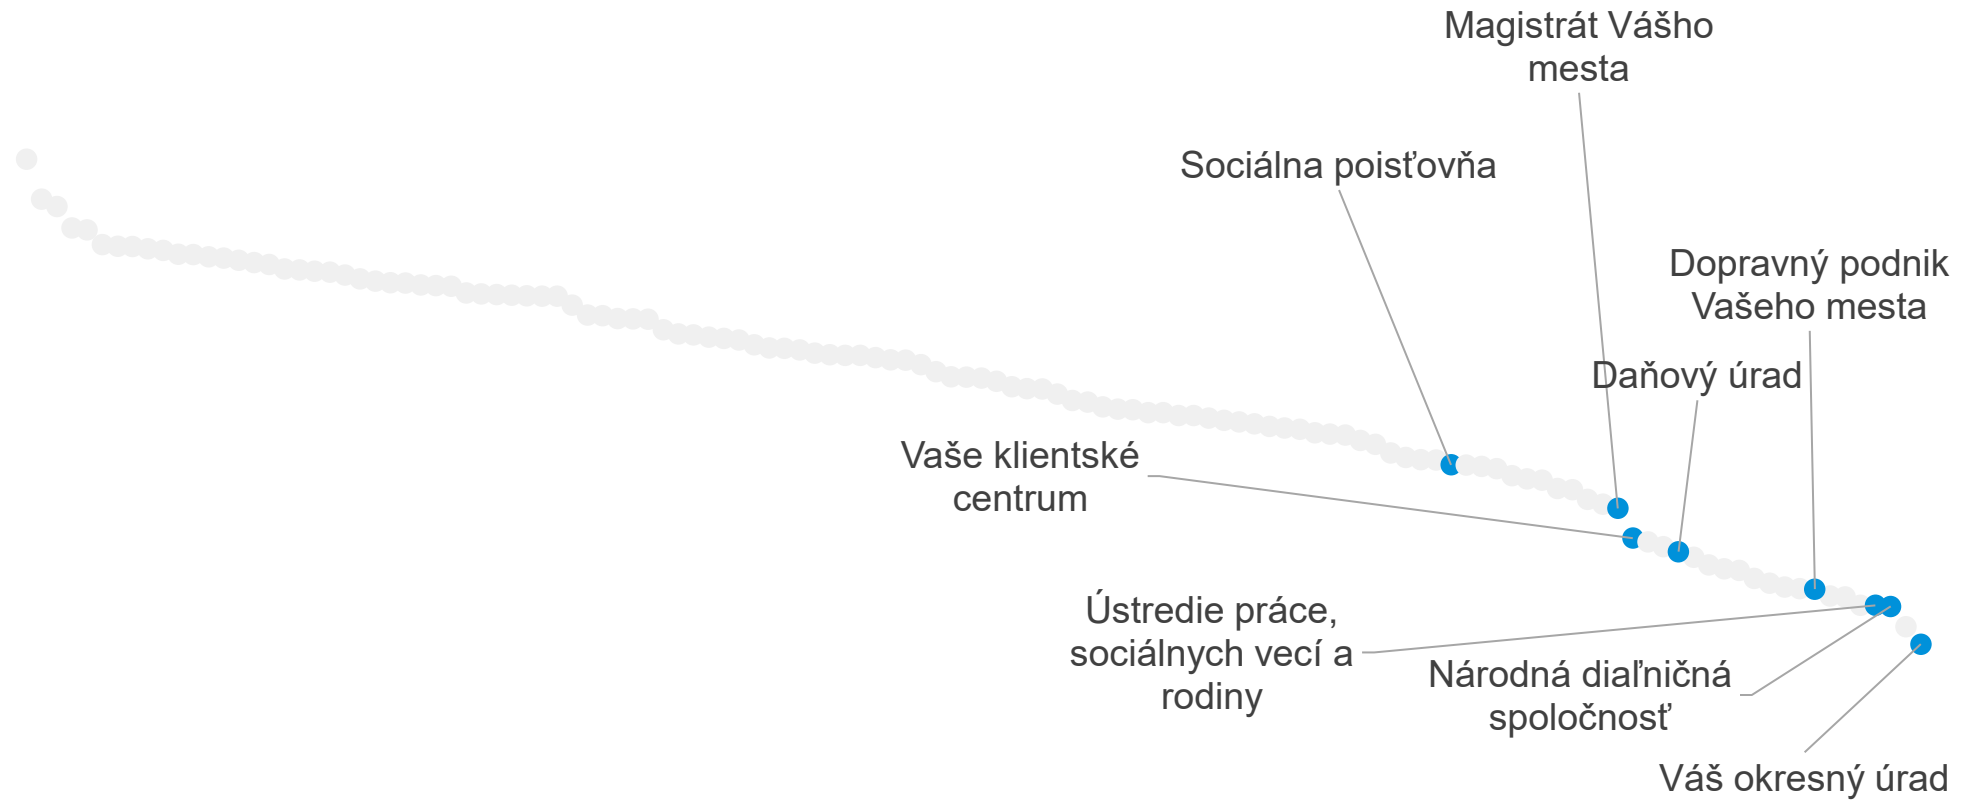 Magistrát Vášho
mesta
Sociálna poisťovňa
Dopravný podnik
Vašeho mesta
Daňový úrad
Vaše klientské
centrum
Ústredie práce,
sociálnych vecí a
rodiny
Národná diaľničná
spoločnosť
Váš okresný úrad